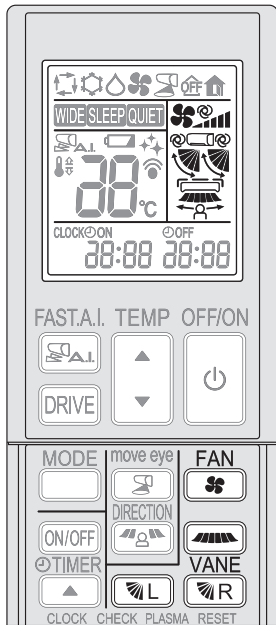 WIDE SLEEP QUIET
A.I.
88 °C
CLOCK ON OFF
88:88 88:88
FAST.A.I. TEMP OFF/ON
A.I.
DRIVE
MODE move eye FAN
DIRECTION
ON/OFF
TIMER VANE
L R
CLOCK CHECK PLASMA RESET